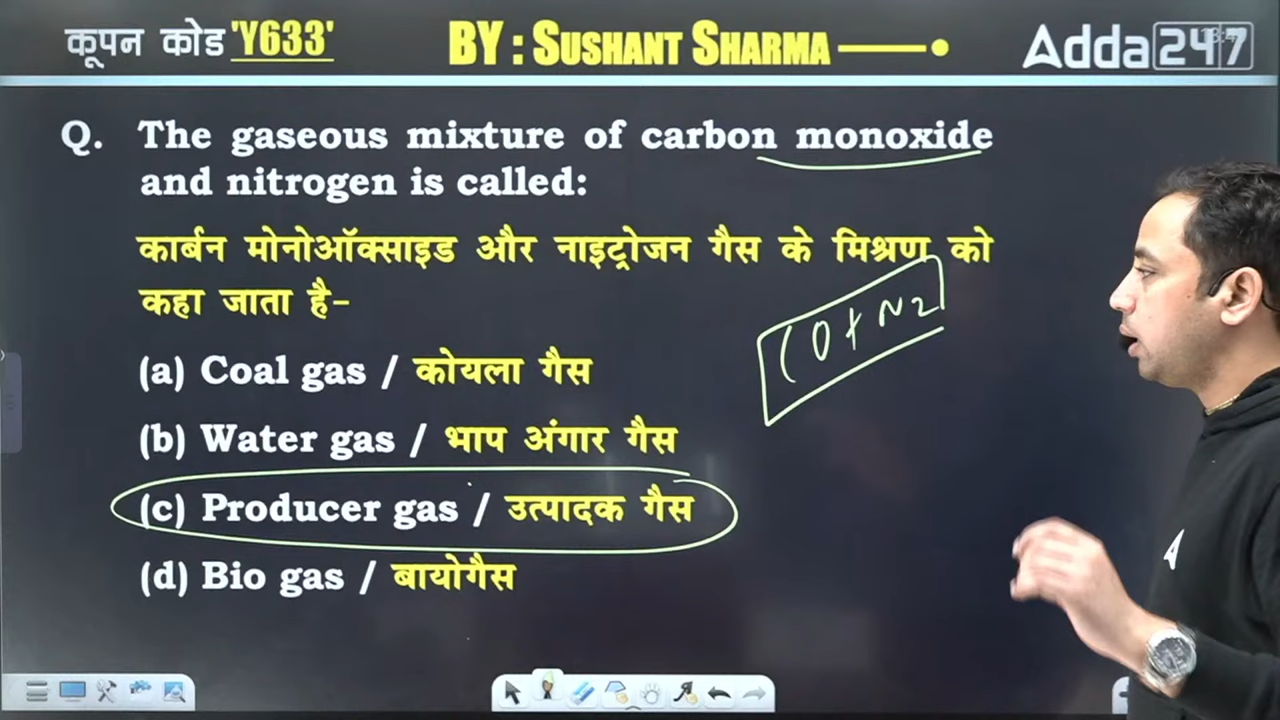 कूपन कोड 'Y633'
BY : SUSHANT SHARMA
Adda247
Q. The gaseous mixture of carbon monoxide
and nitrogen is called:
कार्बन मोनोऑक्साइड और नाइट्रोजन गैस के मिश्रण को
कहा जाता है-
CO + N2
(a) Coal gas / कोयला गैस
(b) Water gas / भाप अंगार गैस
(c) Producer gas / उत्पादक गैस
(d) Bio gas / बायोगैस